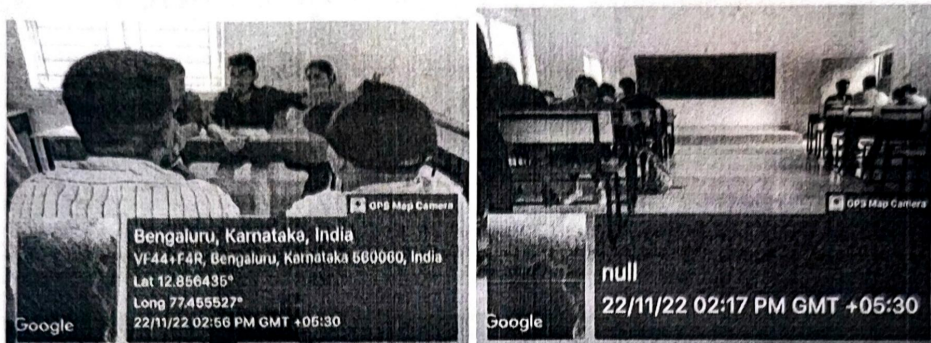 GPS Map Camera
Bengaluru, Karnataka, India
VF44+F4R, Bengaluru, Karnataka 560060, India
Lat 12.856435°
Long 77.455527°
22/11/22 02:56 PM GMT +05:30
Google
GPS Map Camera
null
22/11/22 02:17 PM GMT +05:30
Google